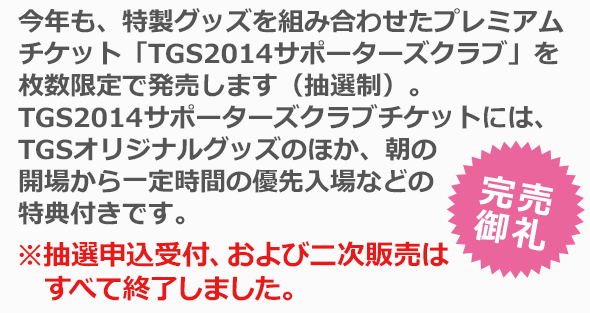 今年も、特製グッズを組み合わせたプレミアム
チケット「TGS2014サポーターズクラブ」を
枚数限定で発売します（抽選制）。
TGS2014サポーターズクラブチケットには、
TGSオリジナルグッズのほか、朝の
開場から一定時間の優先入場などの
特典付きです。
完売
御礼
※抽選申込受付、および二次販売は
すべて終了しました。